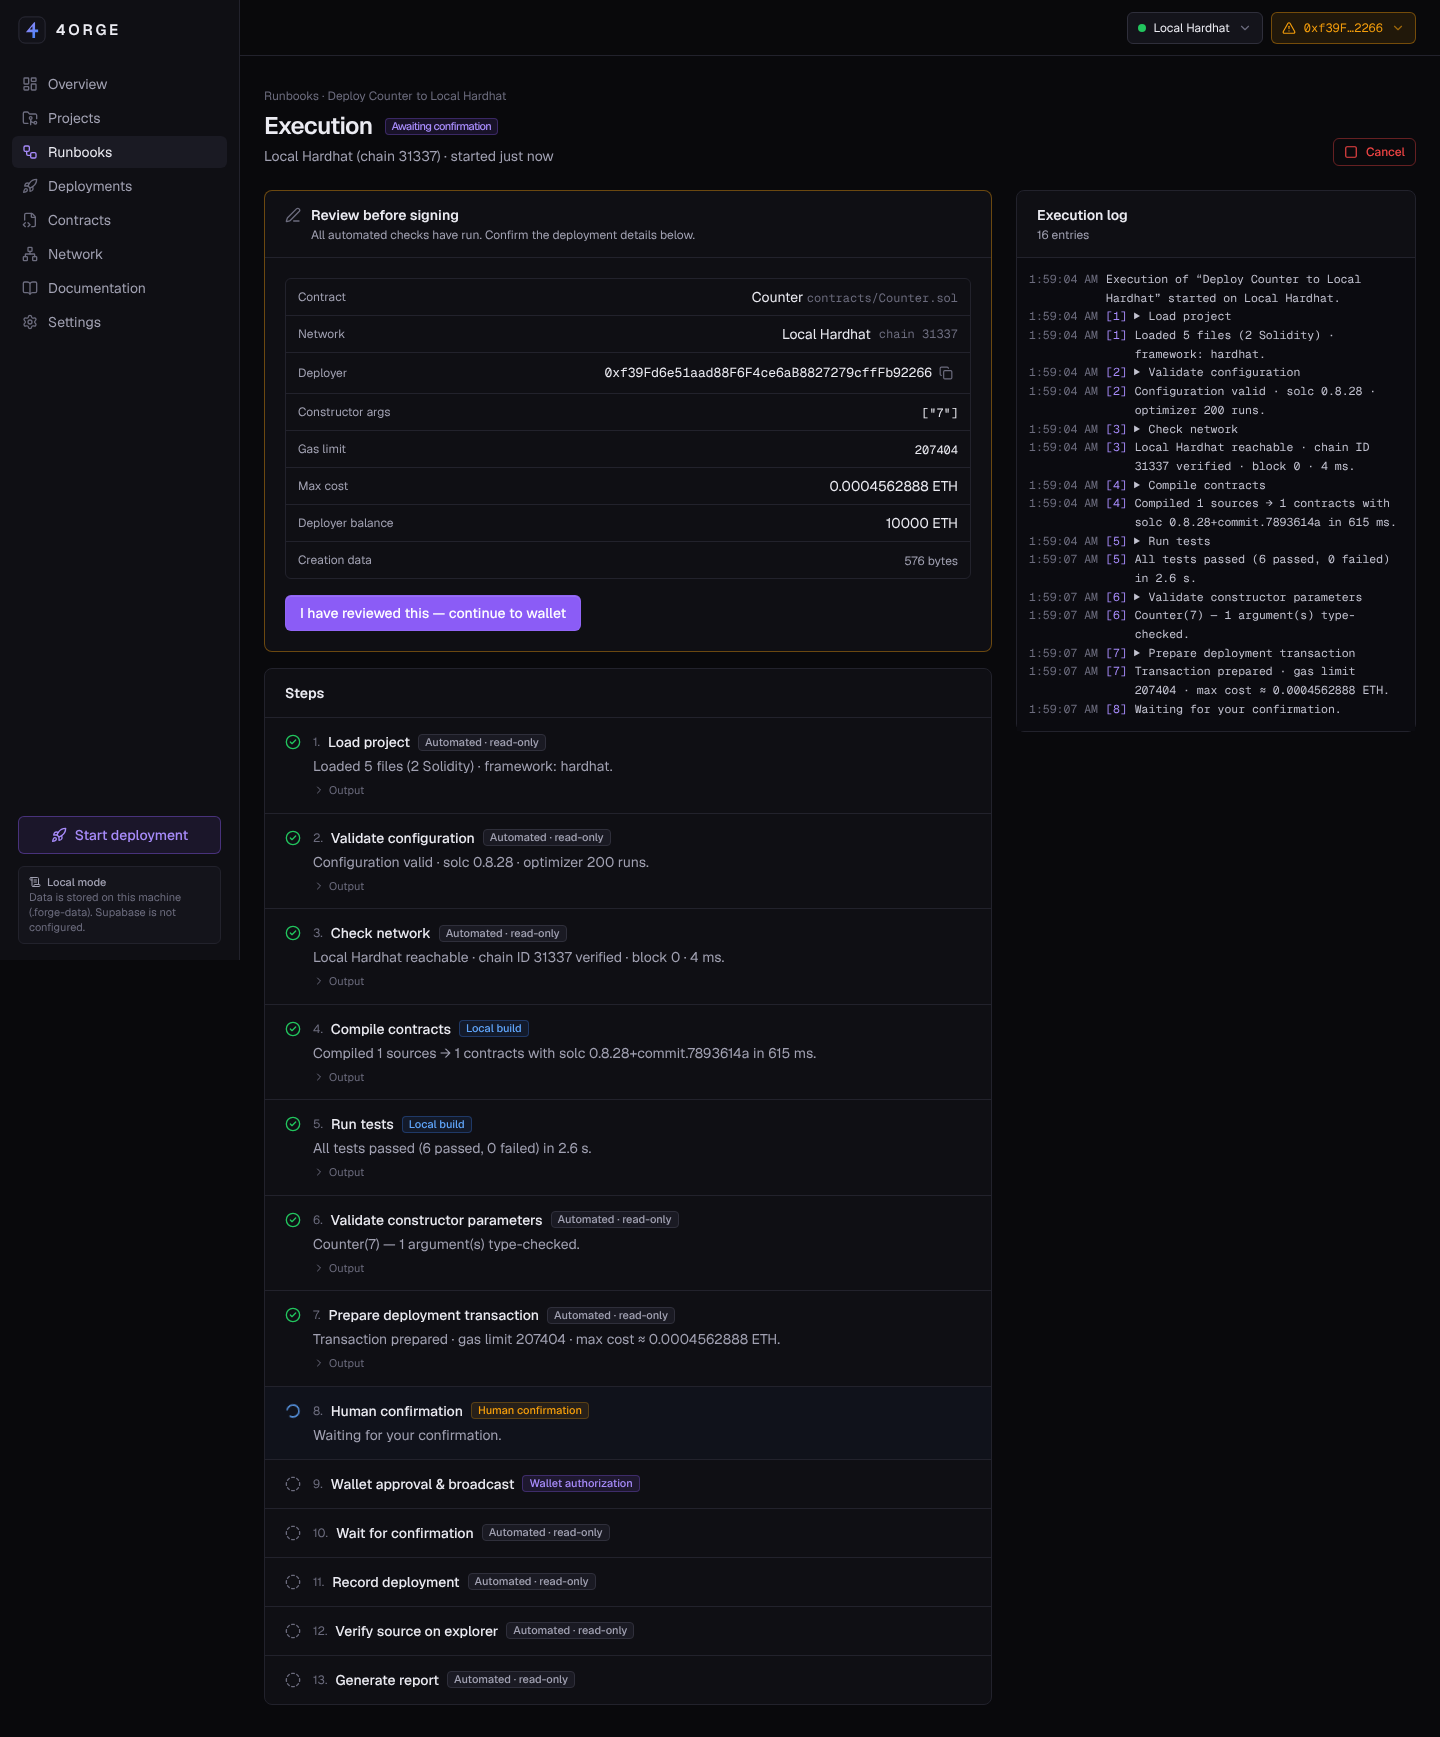 4ORGE
Overview
Projects
Runbooks
Deployments
Contracts
Network
Documentation
Settings
Start deployment
Local mode
Data is stored on this machine
(.forge-data). Supabase is not
configured.
Local Hardhat
0xf39F…2266
Runbooks · Deploy Counter to Local Hardhat
Execution Awaiting confirmation
Local Hardhat (chain 31337) · started just now
Cancel
Review before signing
All automated checks have run. Confirm the deployment details below.
Contract Counter contracts/Counter.sol
Network Local Hardhat chain 31337
Deployer 0xf39Fd6e51aad88F6F4ce6aB8827279cffFb92266
Constructor args ["7"]
Gas limit 207404
Max cost 0.0004562888 ETH
Deployer balance 10000 ETH
Creation data 576 bytes
I have reviewed this — continue to wallet
Steps
1. Load project Automated · read-only
Loaded 5 files (2 Solidity) · framework: hardhat.
Output
2. Validate configuration Automated · read-only
Configuration valid · solc 0.8.28 · optimizer 200 runs.
Output
3. Check network Automated · read-only
Local Hardhat reachable · chain ID 31337 verified · block 0 · 4 ms.
Output
4. Compile contracts Local build
Compiled 1 sources → 1 contracts with solc 0.8.28+commit.7893614a in 615 ms.
Output
5. Run tests Local build
All tests passed (6 passed, 0 failed) in 2.6 s.
Output
6. Validate constructor parameters Automated · read-only
Counter(7) — 1 argument(s) type-checked.
Output
7. Prepare deployment transaction Automated · read-only
Transaction prepared · gas limit 207404 · max cost ≈ 0.0004562888 ETH.
Output
8. Human confirmation Human confirmation
Waiting for your confirmation.
9. Wallet approval & broadcast Wallet authorization
10. Wait for confirmation Automated · read-only
11. Record deployment Automated · read-only
12. Verify source on explorer Automated · read-only
13. Generate report Automated · read-only
Execution log
16 entries
1:59:04 AM Execution of “Deploy Counter to Local
Hardhat” started on Local Hardhat.
1:59:04 AM [1] ▶ Load project
1:59:04 AM [1] Loaded 5 files (2 Solidity) ·
framework: hardhat.
1:59:04 AM [2] ▶ Validate configuration
1:59:04 AM [2] Configuration valid · solc 0.8.28 ·
optimizer 200 runs.
1:59:04 AM [3] ▶ Check network
1:59:04 AM [3] Local Hardhat reachable · chain ID
31337 verified · block 0 · 4 ms.
1:59:04 AM [4] ▶ Compile contracts
1:59:04 AM [4] Compiled 1 sources → 1 contracts with
solc 0.8.28+commit.7893614a in 615 ms.
1:59:04 AM [5] ▶ Run tests
1:59:07 AM [5] All tests passed (6 passed, 0 failed)
in 2.6 s.
1:59:07 AM [6] ▶ Validate constructor parameters
1:59:07 AM [6] Counter(7) — 1 argument(s) type-
checked.
1:59:07 AM [7] ▶ Prepare deployment transaction
1:59:07 AM [7] Transaction prepared · gas limit
207404 · max cost ≈ 0.0004562888 ETH.
1:59:07 AM [8] Waiting for your confirmation.